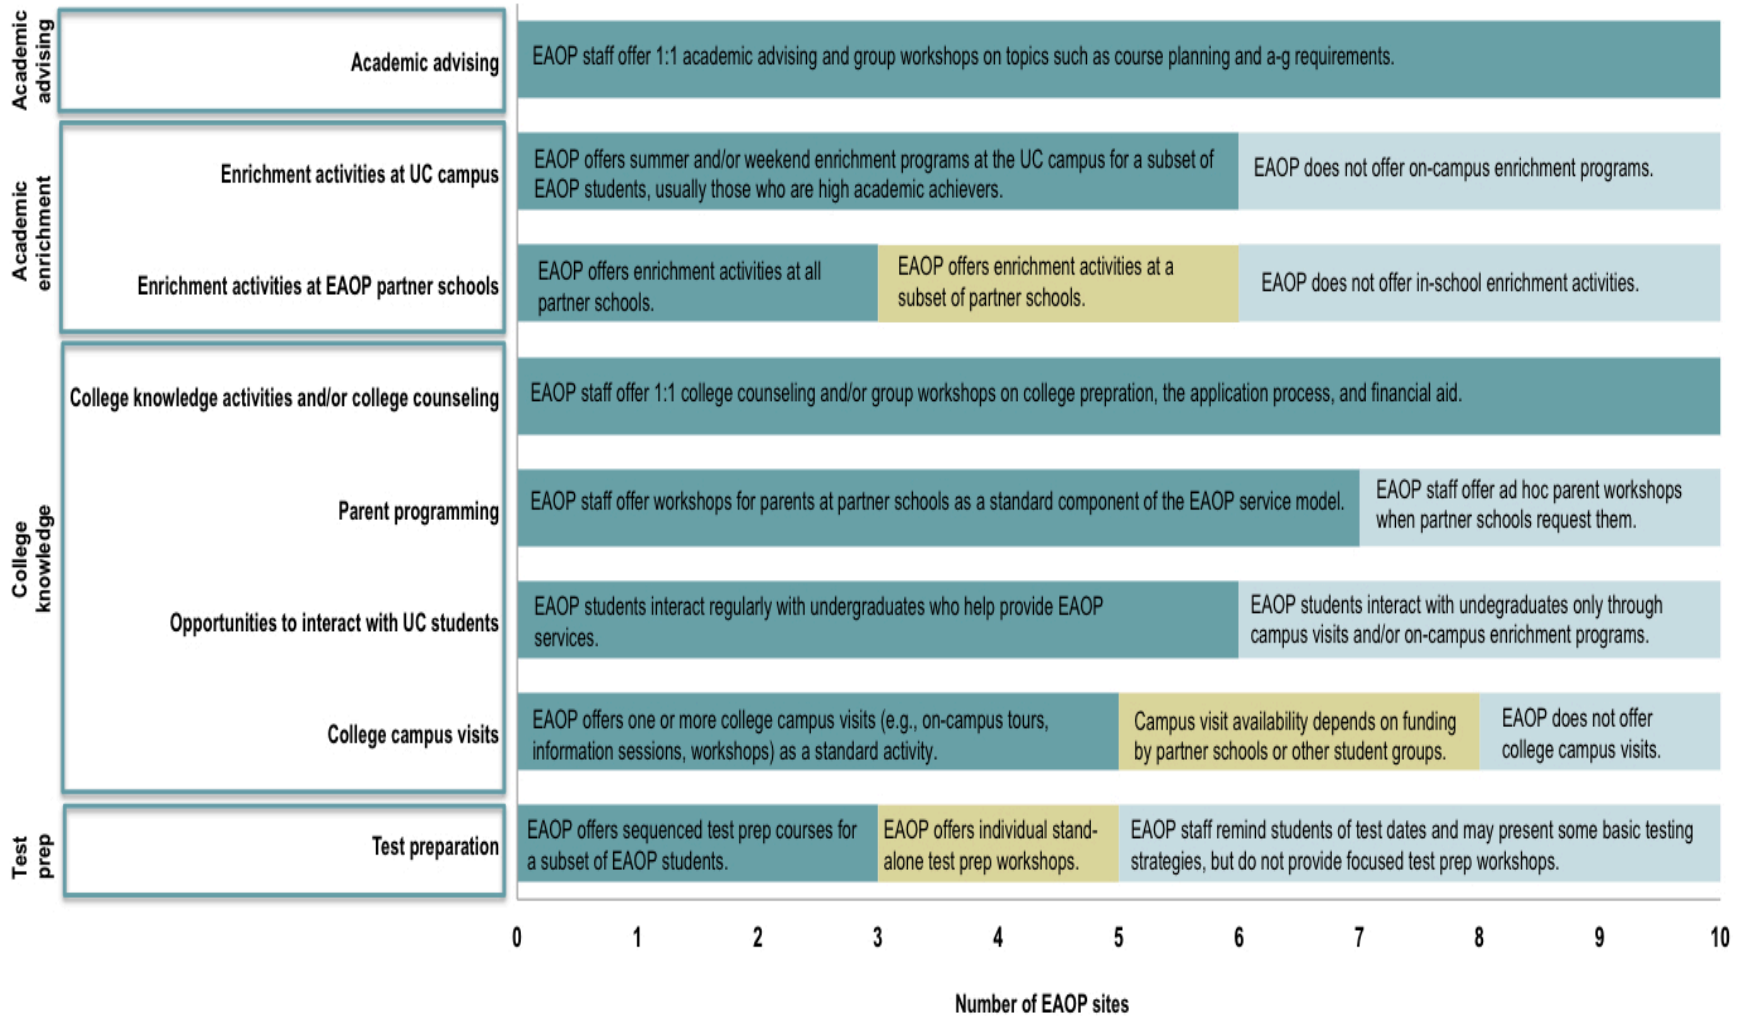 Academic
advising
Academic advising
EAOP staff offer 1:1 academic advising and group workshops on topics such as course planning and a-g requirements.
Academic
enrichment
Enrichment activities at UC campus
EAOP offers summer and/or weekend enrichment programs at the UC campus for a subset of
EAOP students, usually those who are high academic achievers.
EAOP does not offer on-campus enrichment programs.
Enrichment activities at EAOP partner schools
EAOP offers enrichment activities at all
partner schools.
EAOP offers enrichment activities at a
subset of partner schools.
EAOP does not offer in-school enrichment activities.
College
knowledge
College knowledge activities and/or college counseling
EAOP staff offer 1:1 college counseling and/or group workshops on college prepration, the application process, and financial aid.
Parent programming
EAOP staff offer workshops for parents at partner schools as a standard component of the EAOP service model.
EAOP staff offer ad hoc parent workshops
when partner schools request them.
Opportunities to interact with UC students
EAOP students interact regularly with undergraduates who help provide EAOP
services.
EAOP students interact with undegraduates only through
campus visits and/or on-campus enrichment programs.
College campus visits
EAOP offers one or more college campus visits (e.g., on-campus tours,
information sessions, workshops) as a standard activity.
Campus visit availability depends on funding
by partner schools or other student groups.
EAOP does not offer
college campus visits.
Test
prep
Test preparation
EAOP offers sequenced test prep courses for
a subset of EAOP students.
EAOP offers individual stand-
alone test prep workshops.
EAOP staff remind students of test dates and may present some basic testing
strategies, but do not provide focused test prep workshops.
0 1 2 3 4 5 6 7 8 9 10
Number of EAOP sites